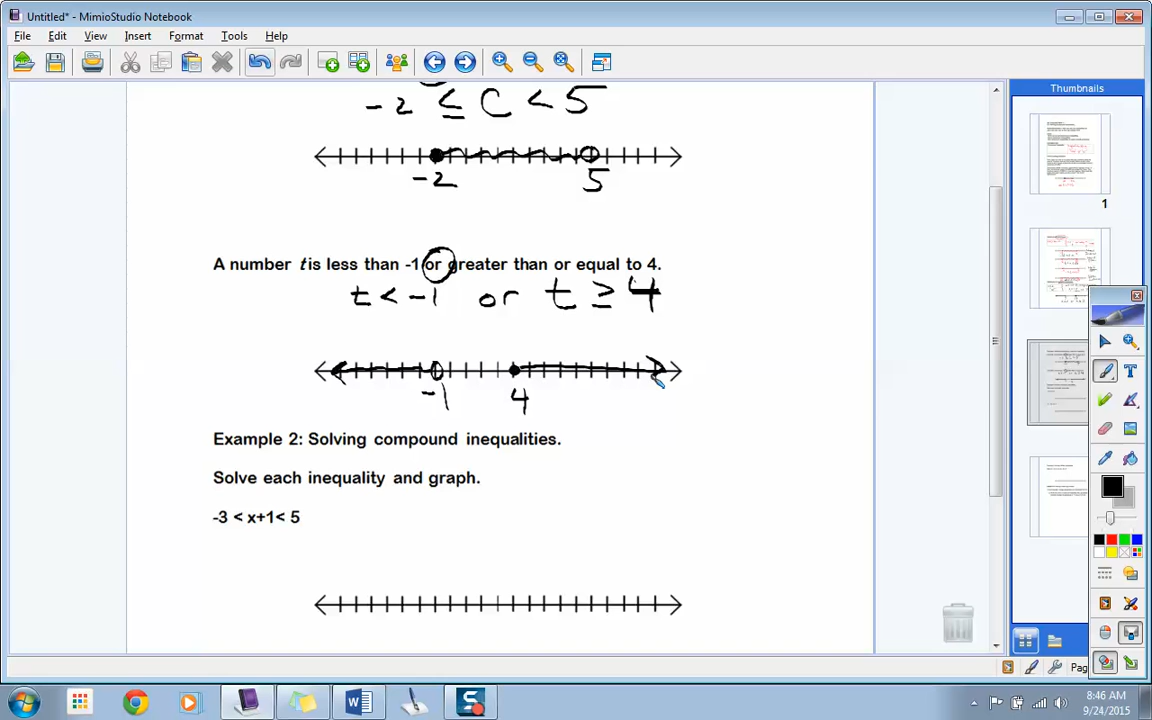 Untitled* - MimioStudio Notebook
File Edit View Insert Format Tools Help
-2 ≤ C < 5
-2 5
A number t is less than -1 or greater than or equal to 4.
t < -1 or t ≥ 4
-1 4
Example 2: Solving compound inequalities.
Solve each inequality and graph.
-3 < x+1< 5
Thumbnails
1
Pag
8:46 AM
9/24/2015